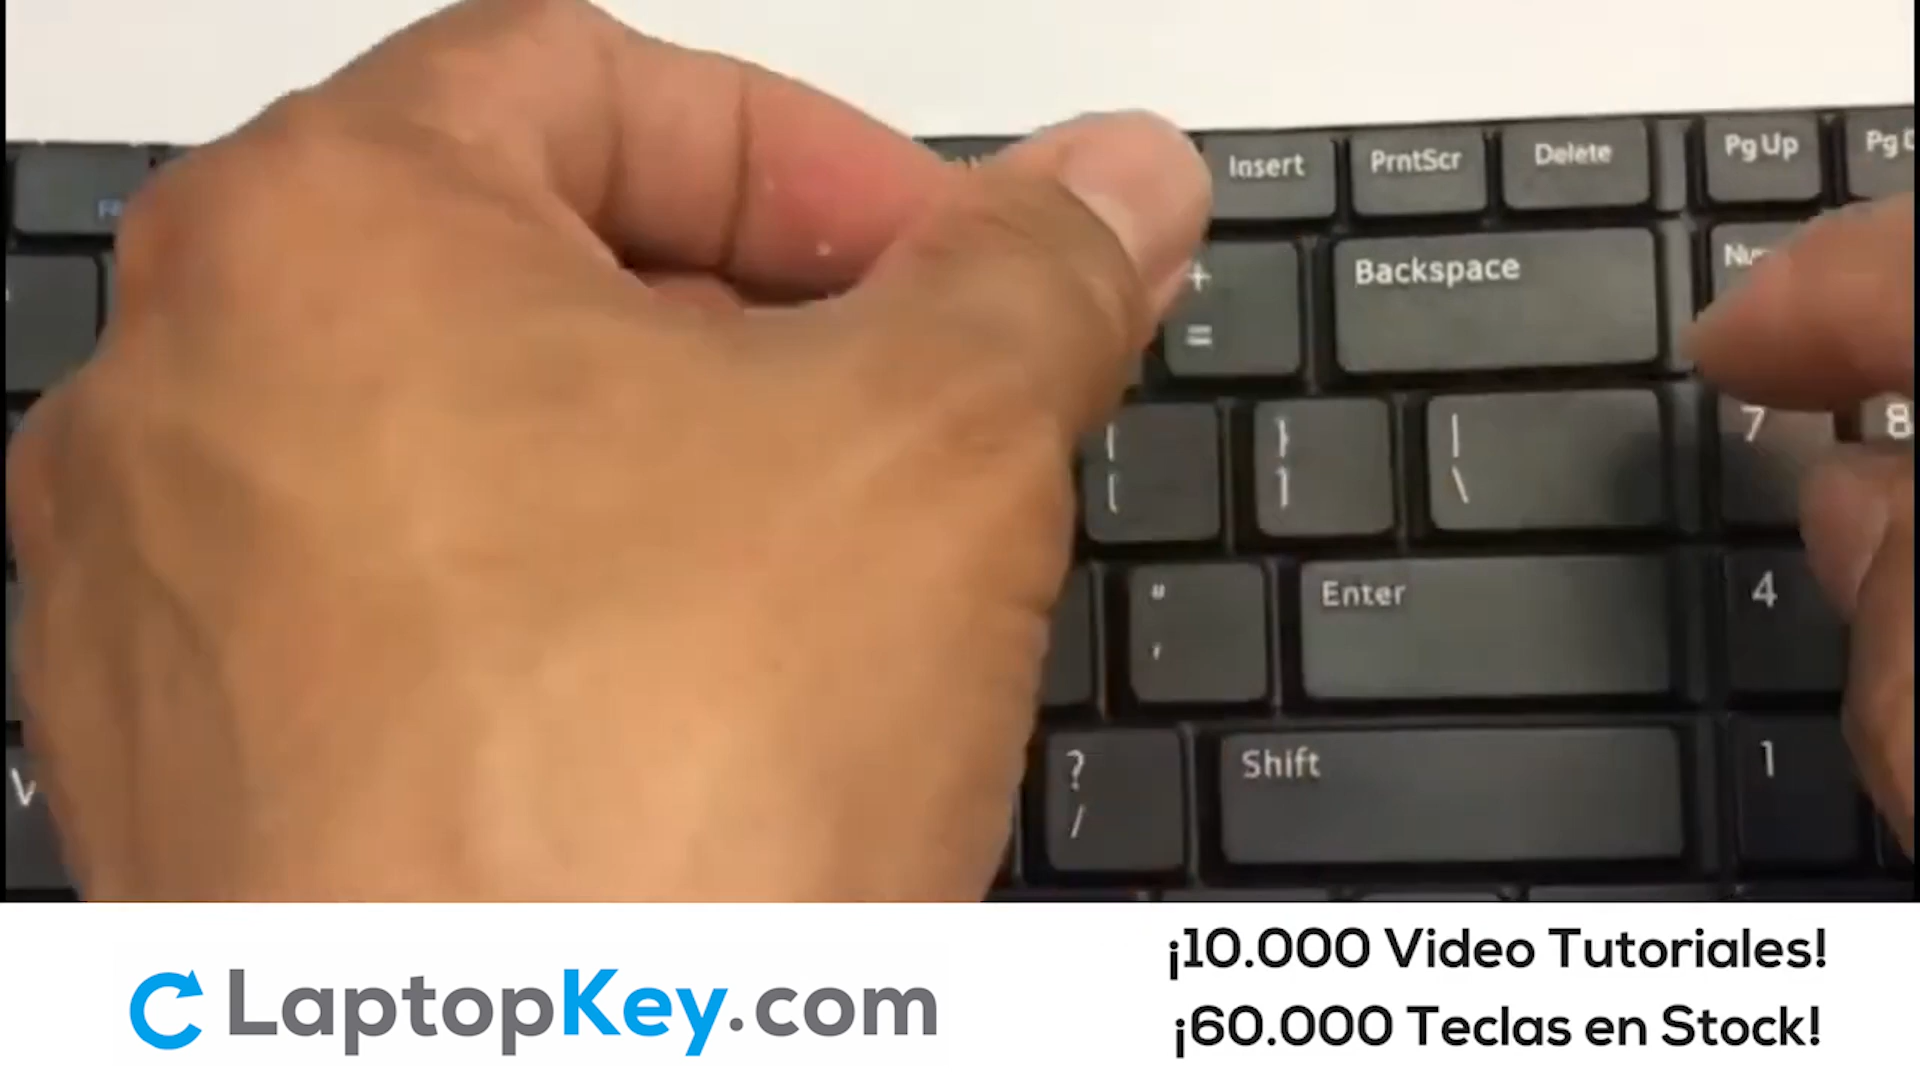 Insert PrntScr Delete Pg Up
+ Backspace
=
{ } | 7 8
[ ] \
" Enter 4
'
? Shift 1
/
V
LaptopKey.com
¡10.000 Video Tutoriales!
¡60.000 Teclas en Stock!